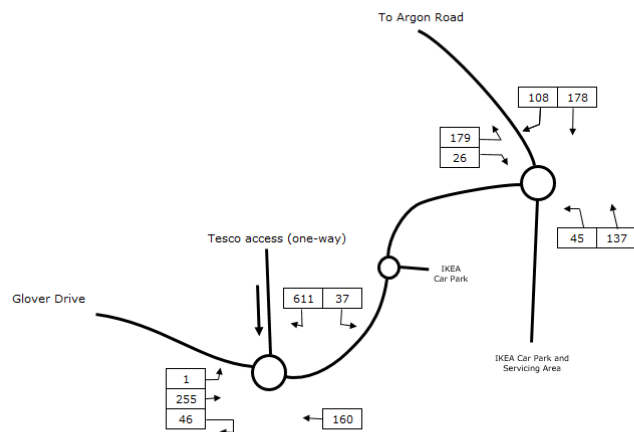 To Argon Road
108 178
179
26
45 137
Tesco access (one-way)
IKEA
Car Park
Glover Drive
611 37
IKEA Car Park and
Servicing Area
1
255
46
160